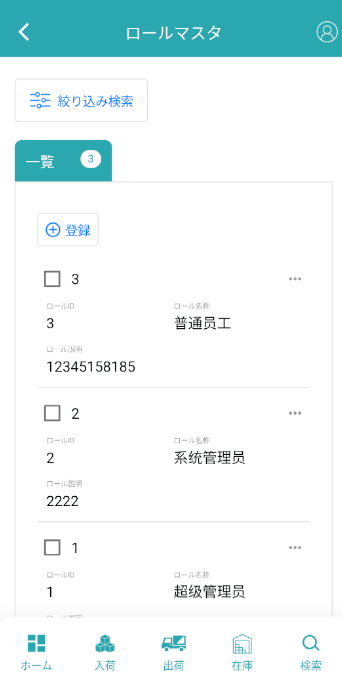 ロールマスタ
絞り込み検索
一覧 3
登録
3
ロールID ロール名称
3 普通员工
ロール説明
12345158185
2
ロールID ロール名称
2 系统管理员
ロール説明
2222
1
ロールID ロール名称
1 超级管理员
ホーム 入荷 出荷 在庫 検索